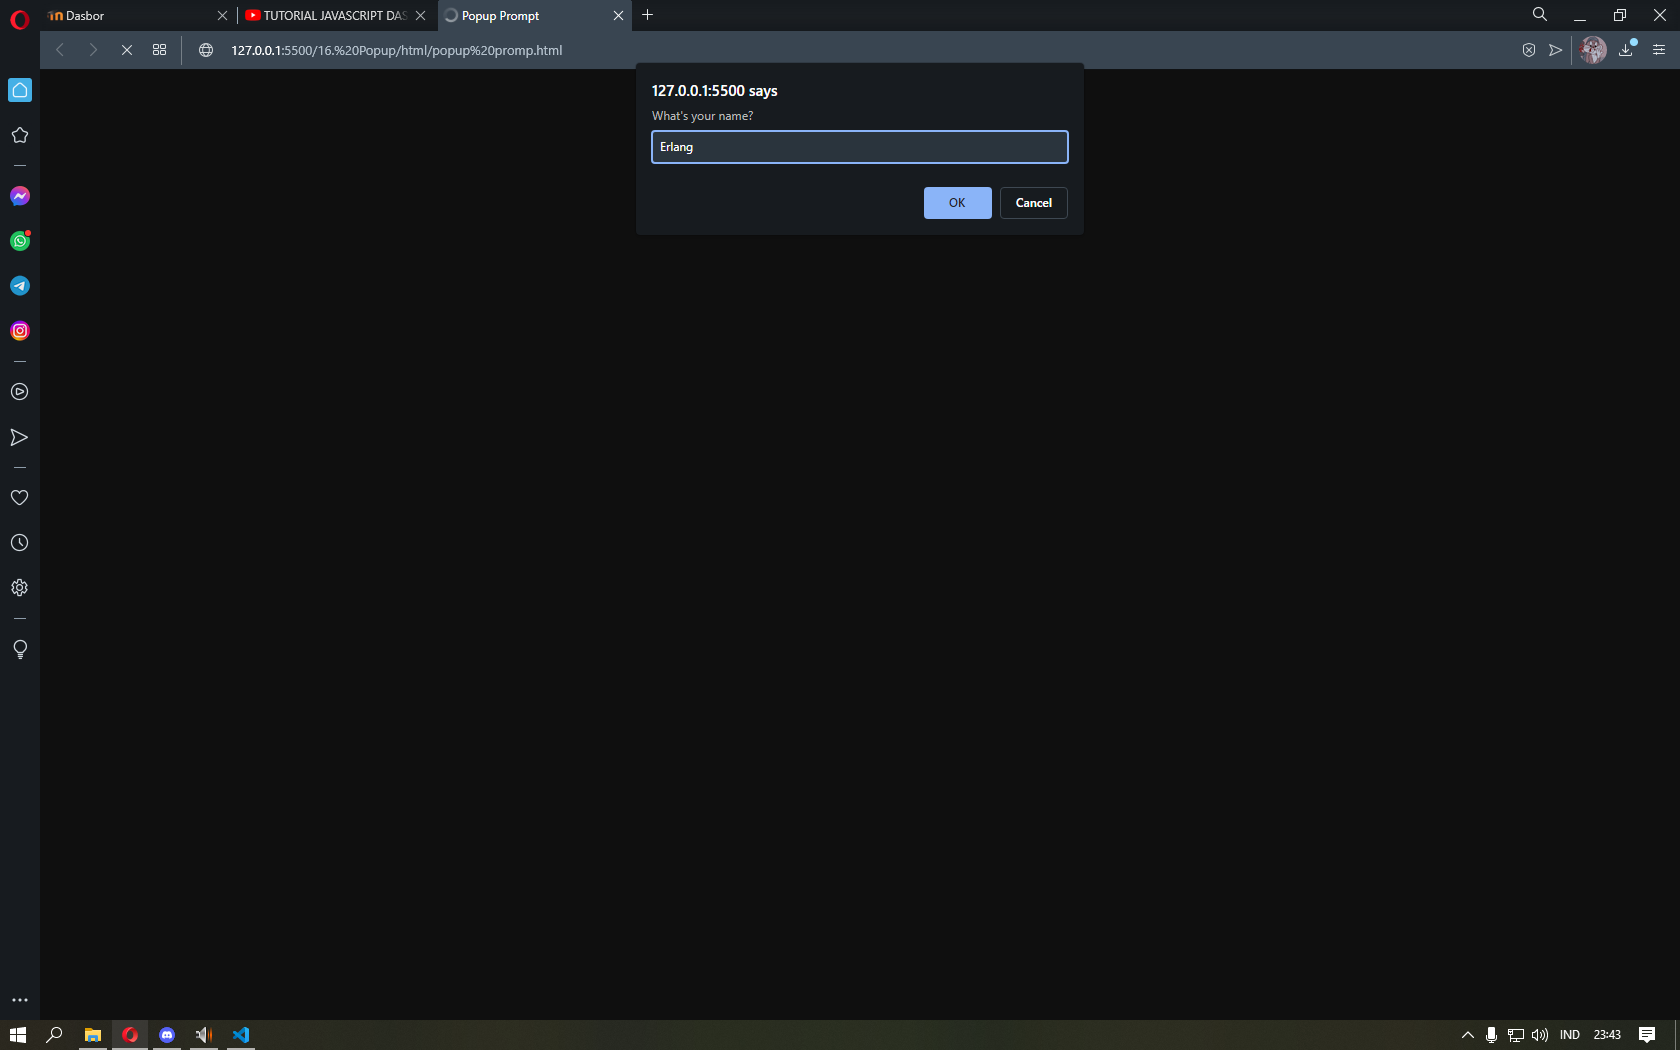 Dasbor
TUTORIAL JAVASCRIPT DAS
Popup Prompt
127.0.0.1:5500/16.%20Popup/html/popup%20promp.html
127.0.0.1:5500 says
What's your name?
Erlang
OK
Cancel
IND
23:43